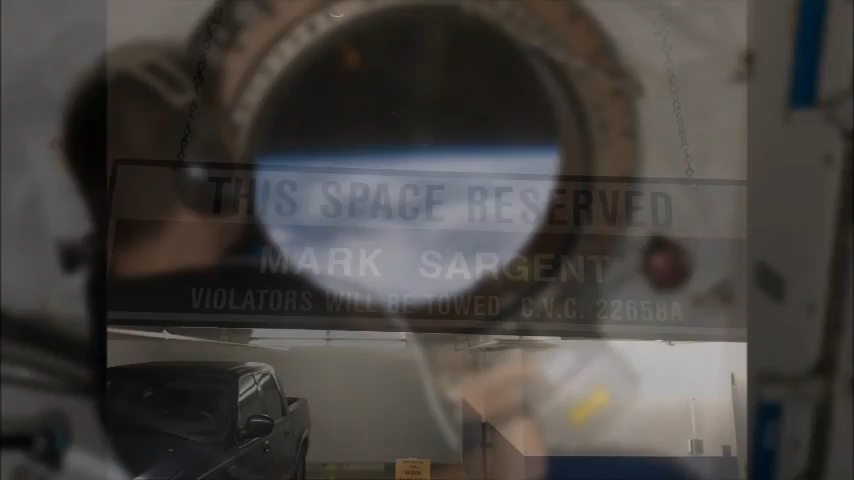 THIS SPACE RESERVED
MARK SARGENT
VIOLATORS WILL BE TOWED C.V.C. 22658A